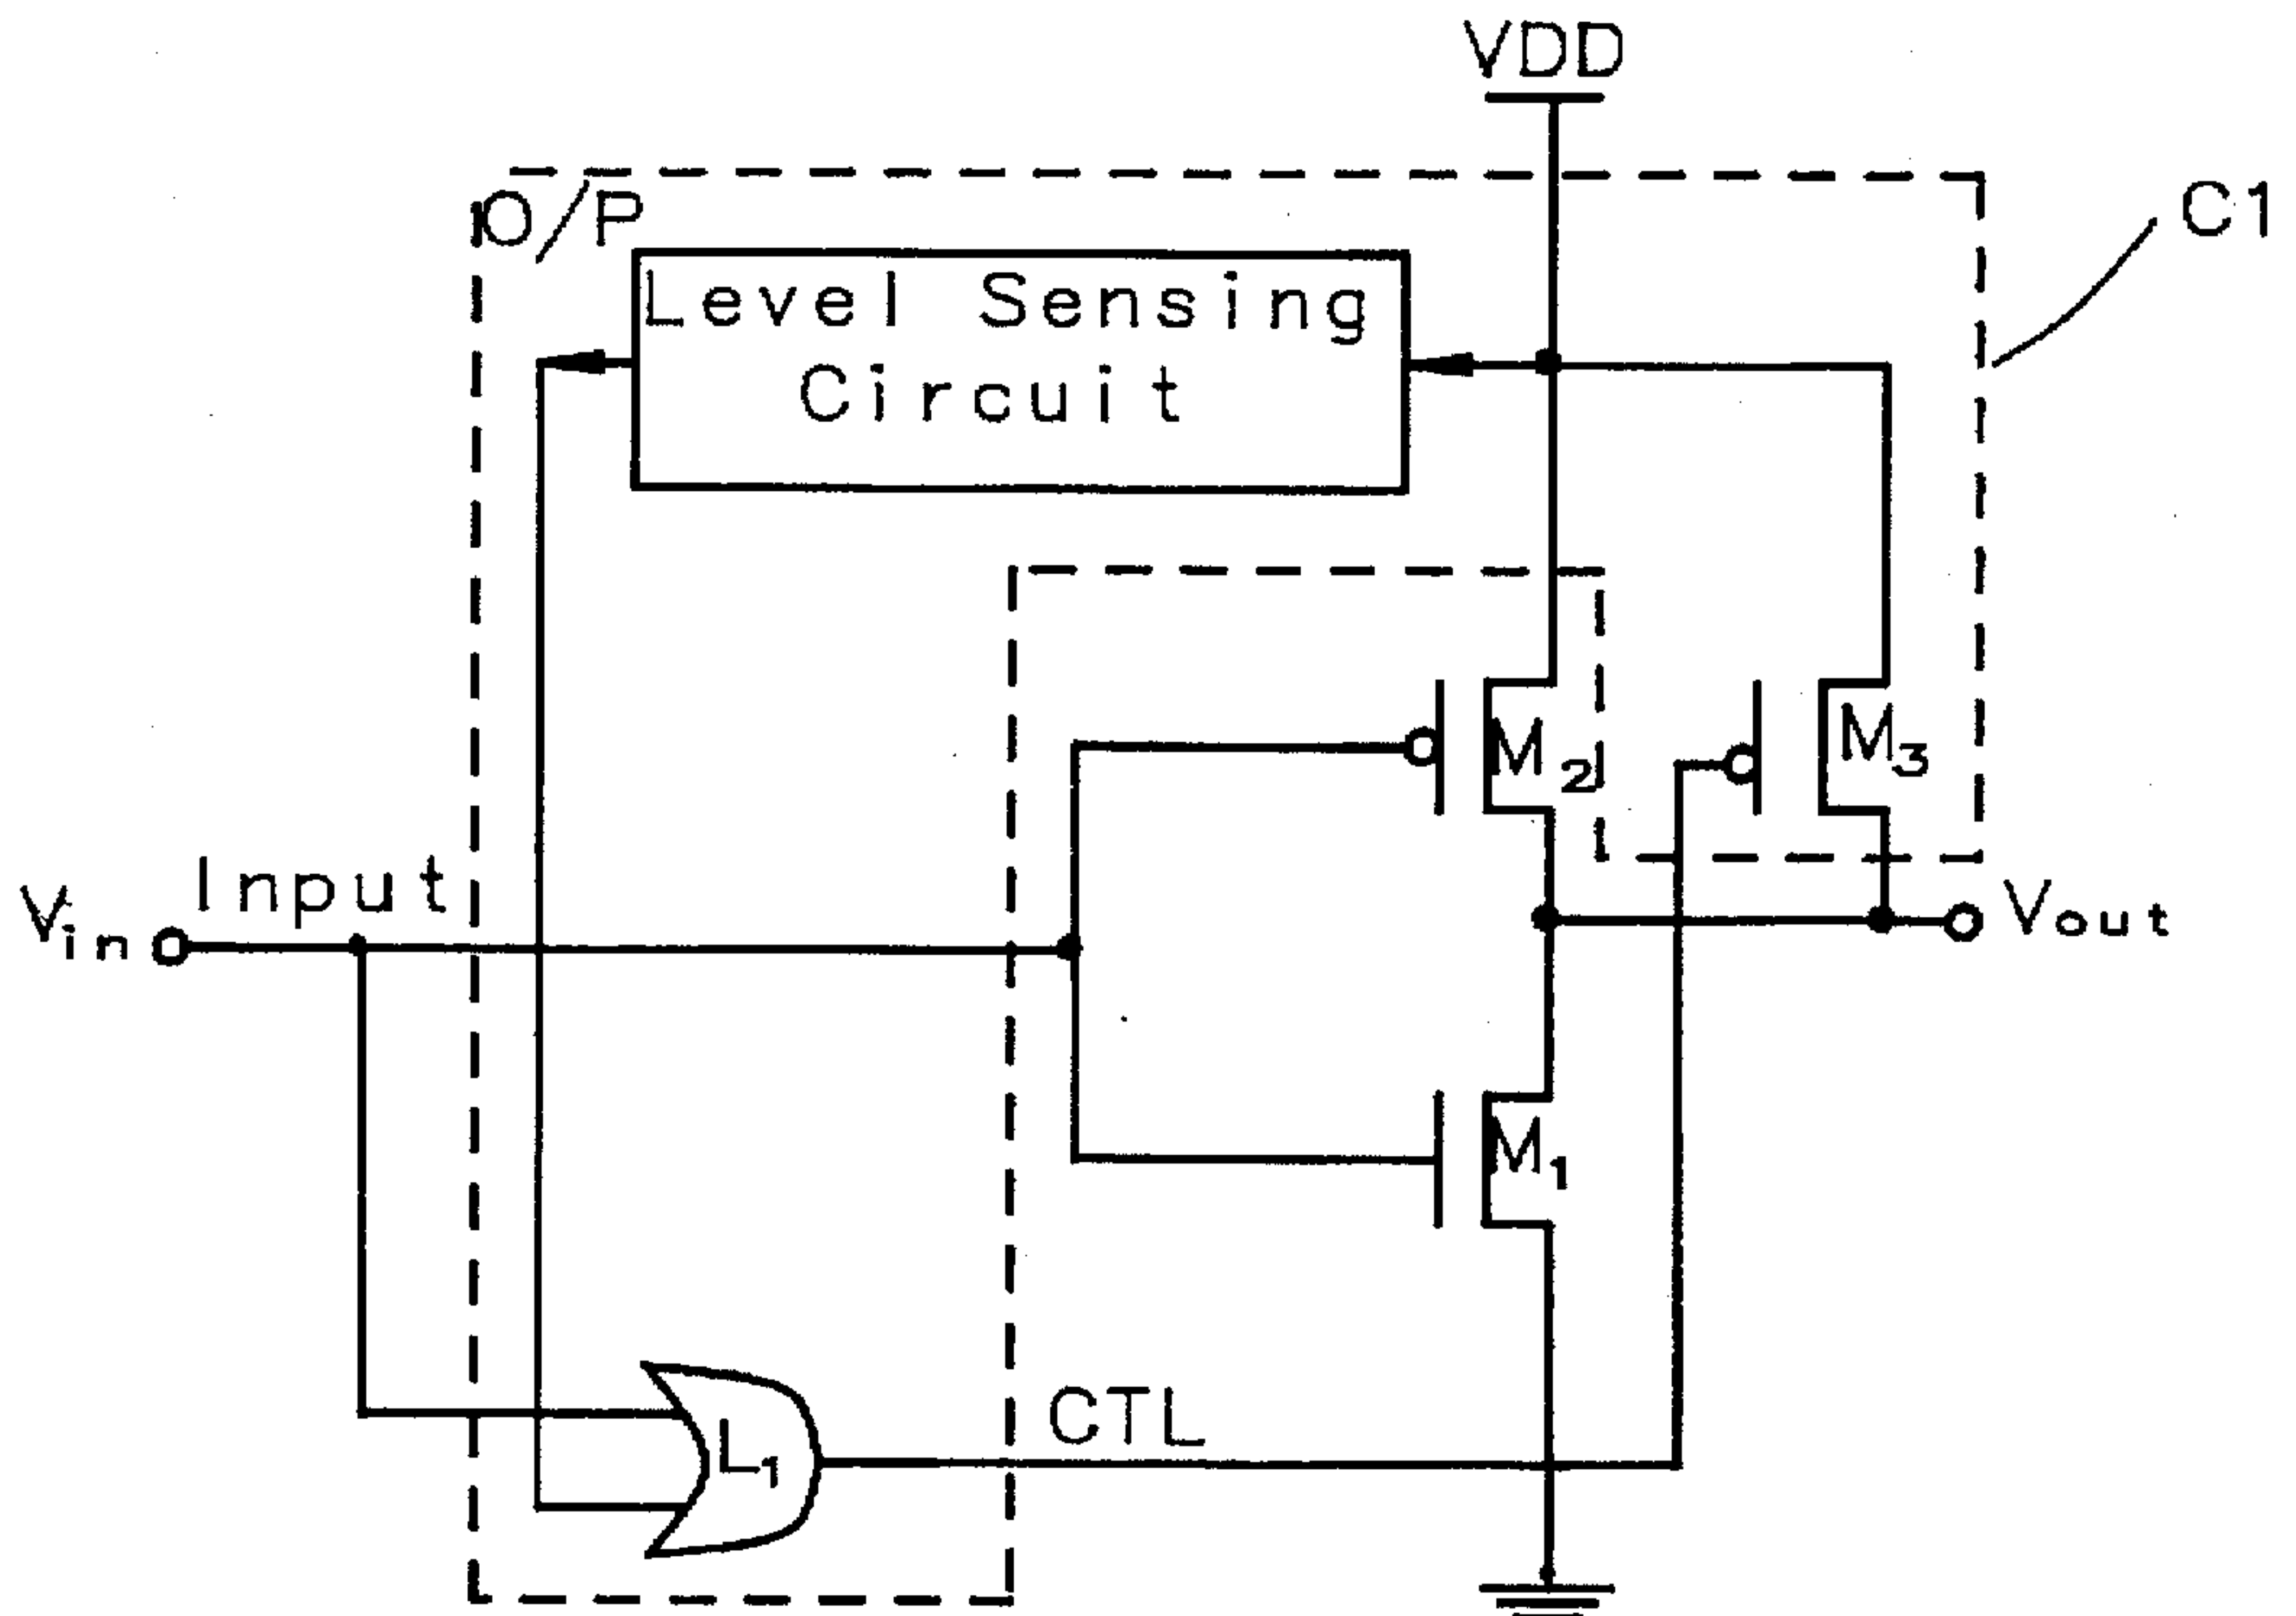 VDD
O/P
C1
Level Sensing
Circuit
M2
M3
Input
Vin
Vout
M1
CTL
L1